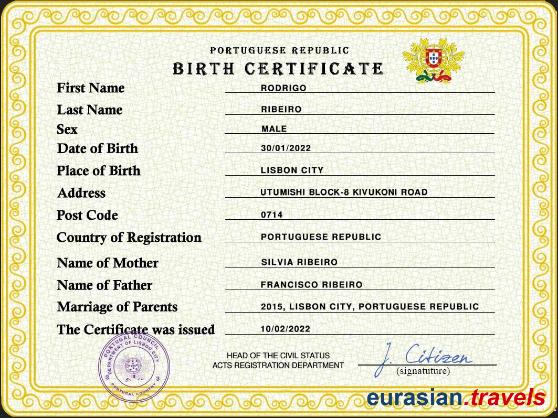 PORTUGUESE REPUBLIC
BIRTH CERTIFICATE
First Name RODRIGO
Last Name RIBEIRO
Sex MALE
Date of Birth 30/01/2022
Place of Birth LISBON CITY
Address UTUMISHI BLOCK-8 KIVUKONI ROAD
Post Code 0714
Country of Registration PORTUGUESE REPUBLIC
Name of Mother SILVIA RIBEIRO
Name of Father FRANCISCO RIBEIRO
Marriage of Parents 2015, LISBON CITY, PORTUGUESE REPUBLIC
The Certificate was issued 10/02/2022
PORTUGAL COUNCIL
HEAD OF THE CIVIL STATUS
ACTS REGISTRATION DEPARTMENT
J. Citizen
(signatuture)
eurasian.travels